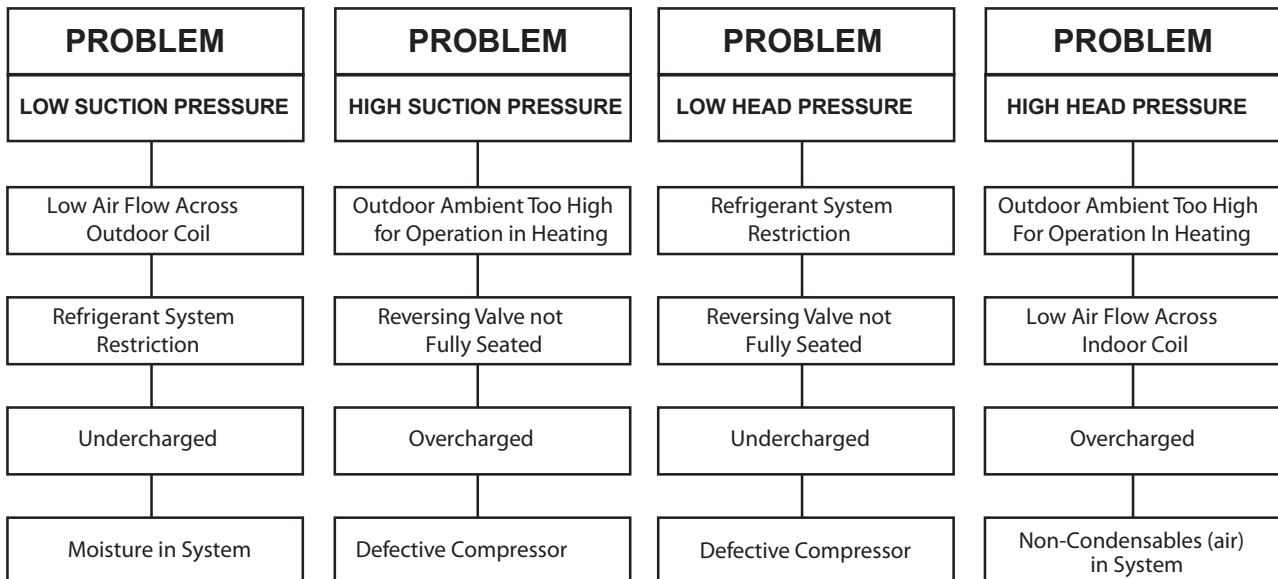 PROBLEM
LOW SUCTION PRESSURE
Low Air Flow Across
Outdoor Coil
Refrigerant System
Restriction
Undercharged
Moisture in System
PROBLEM
HIGH SUCTION PRESSURE
Outdoor Ambient Too High
for Operation in Heating
Reversing Valve not
Fully Seated
Overcharged
Defective Compressor
PROBLEM
LOW HEAD PRESSURE
Refrigerant System
Restriction
Reversing Valve not
Fully Seated
Undercharged
Defective Compressor
PROBLEM
HIGH HEAD PRESSURE
Outdoor Ambient Too High
For Operation In Heating
Low Air Flow Across
Indoor Coil
Overcharged
Non-Condensables (air)
in System